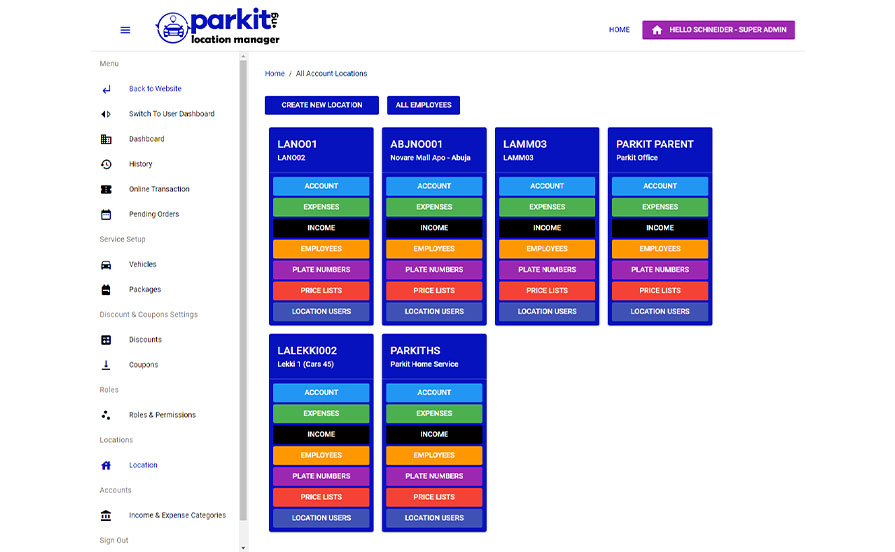 parkit.ng
location manager
HOME
HELLO SCHNEIDER - SUPER ADMIN
Menu
Back to Website
Switch To User Dashboard
Dashboard
History
Online Transaction
Pending Orders
Service Setup
Vehicles
Packages
Discount & Coupons Settings
Discounts
Coupons
Roles
Roles & Permissions
Locations
Location
Accounts
Income & Expense Categories
Sign Out
Home / All Account Locations
CREATE NEW LOCATION
ALL EMPLOYEES
LANO01
LANO02
ACCOUNT
EXPENSES
INCOME
EMPLOYEES
PLATE NUMBERS
PRICE LISTS
LOCATION USERS
ABJNO001
Novare Mall Apo - Abuja
ACCOUNT
EXPENSES
INCOME
EMPLOYEES
PLATE NUMBERS
PRICE LISTS
LOCATION USERS
LAMM03
LAMM03
ACCOUNT
EXPENSES
INCOME
EMPLOYEES
PLATE NUMBERS
PRICE LISTS
LOCATION USERS
PARKIT PARENT
Parkit Office
ACCOUNT
EXPENSES
INCOME
EMPLOYEES
PLATE NUMBERS
PRICE LISTS
LOCATION USERS
LALEKKI002
Lekki 1 (Cars 45)
ACCOUNT
EXPENSES
INCOME
EMPLOYEES
PLATE NUMBERS
PRICE LISTS
LOCATION USERS
PARKITHS
Parkit Home Service
ACCOUNT
EXPENSES
INCOME
EMPLOYEES
PLATE NUMBERS
PRICE LISTS
LOCATION USERS